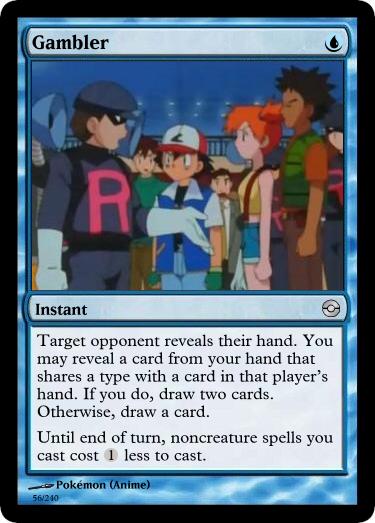 Gambler
R
Instant
Target opponent reveals their hand. You
may reveal a card from your hand that
shares a type with a card in that player's
hand. If you do, draw two cards.
Otherwise, draw a card.
Until end of turn, noncreature spells you
cast cost 1 less to cast.
Pokémon (Anime)
56/240